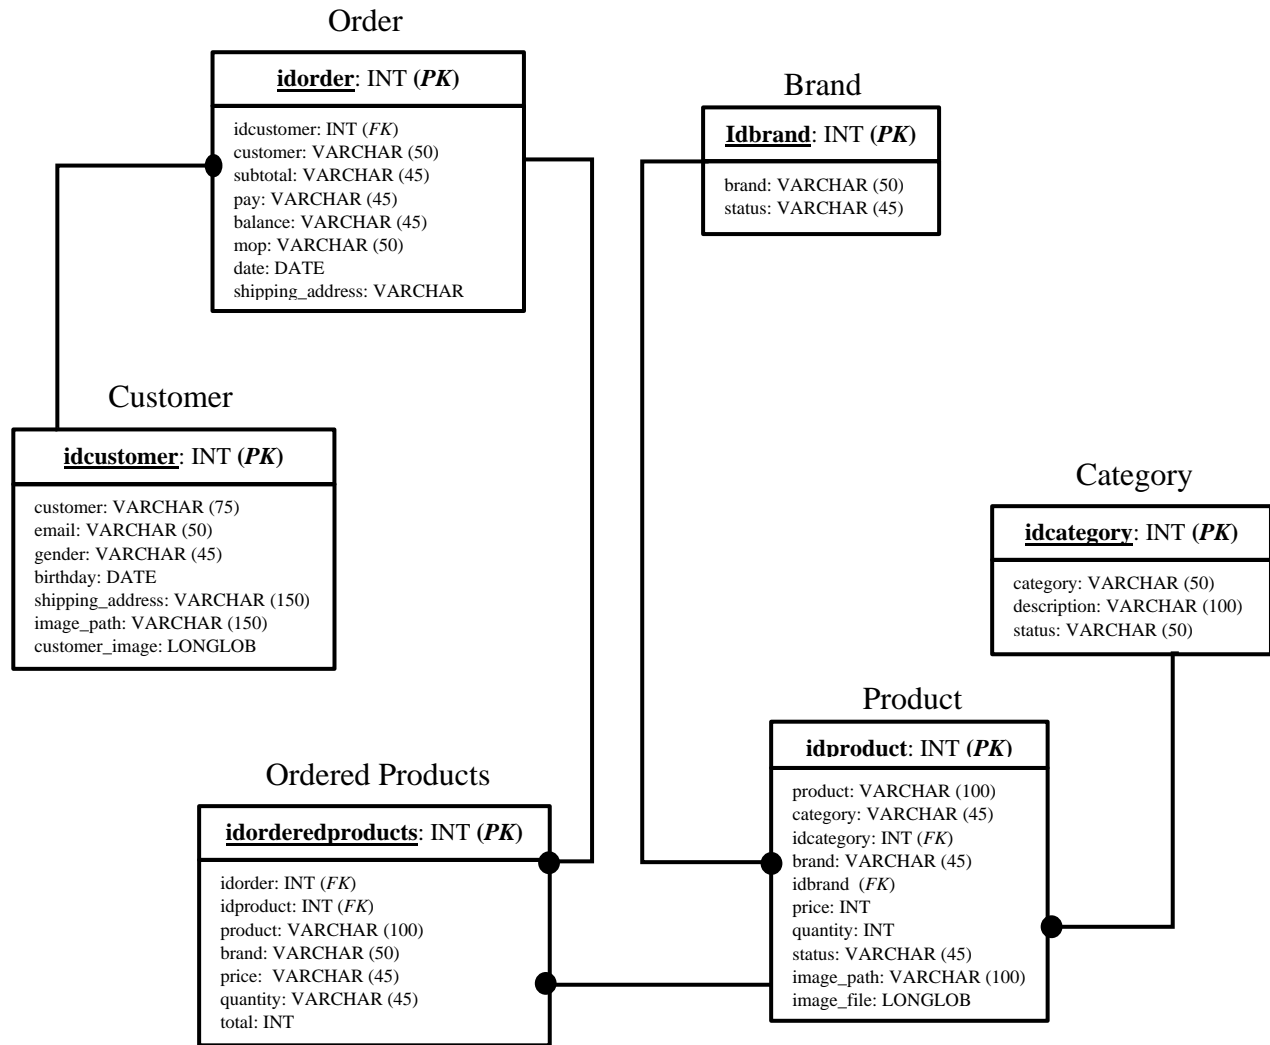 Order
idorder: INT (PK)
idcustomer: INT (FK)
customer: VARCHAR (50)
subtotal: VARCHAR (45)
pay: VARCHAR (45)
balance: VARCHAR (45)
mop: VARCHAR (50)
date: DATE
shipping_address: VARCHAR
Brand
Idbrand: INT (PK)
brand: VARCHAR (50)
status: VARCHAR (45)
Customer
idcustomer: INT (PK)
customer: VARCHAR (75)
email: VARCHAR (50)
gender: VARCHAR (45)
birthday: DATE
shipping_address: VARCHAR (150)
image_path: VARCHAR (150)
customer_image: LONGLOB
Category
idcategory: INT (PK)
category: VARCHAR (50)
description: VARCHAR (100)
status: VARCHAR (50)
Product
idproduct: INT (PK)
product: VARCHAR (100)
category: VARCHAR (45)
idcategory: INT (FK)
brand: VARCHAR (45)
idbrand (FK)
price: INT
quantity: INT
status: VARCHAR (45)
image_path: VARCHAR (100)
image_file: LONGLOB
Ordered Products
idorderedproducts: INT (PK)
idorder: INT (FK)
idproduct: INT (FK)
product: VARCHAR (100)
brand: VARCHAR (50)
price: VARCHAR (45)
quantity: VARCHAR (45)
total: INT